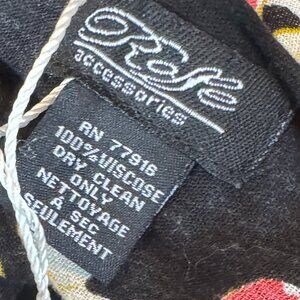 Rose
accessories
RN 77916
100% VISCOSE
DRY CLEAN
ONLY
NETTOYAGE
À SEC
SEULEMENT